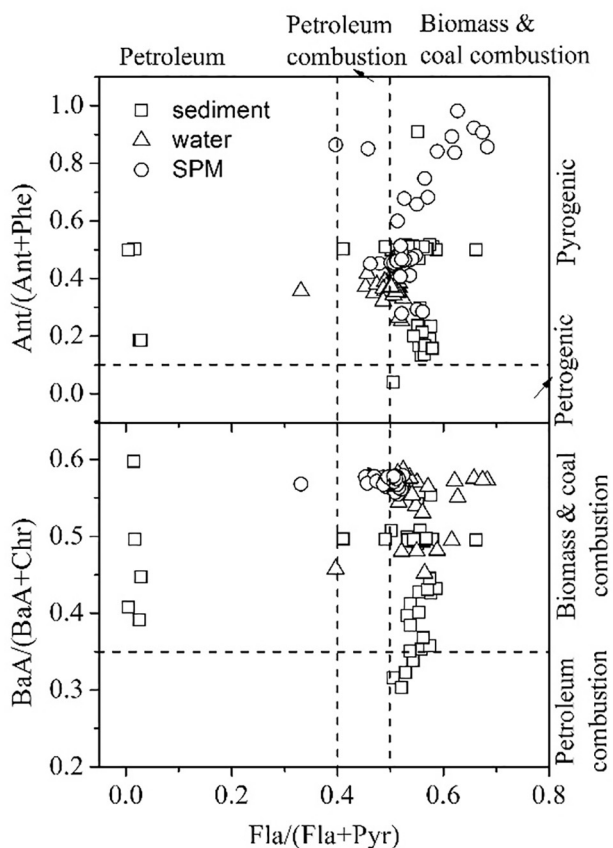 Petroleum
Petroleum
combustion
Biomass &
coal combustion
sediment
water
SPM
1.0
0.8
0.6
0.4
0.2
0.0
Ant/(Ant+Phe)
Pyrogenic
Petrogenic
0.6
0.5
0.4
0.3
0.2
BaA/(BaA+Chr)
Biomass & coal
combustion
Petroleum
combustion
0.0 0.2 0.4 0.6 0.8
Fla/(Fla+Pyr)